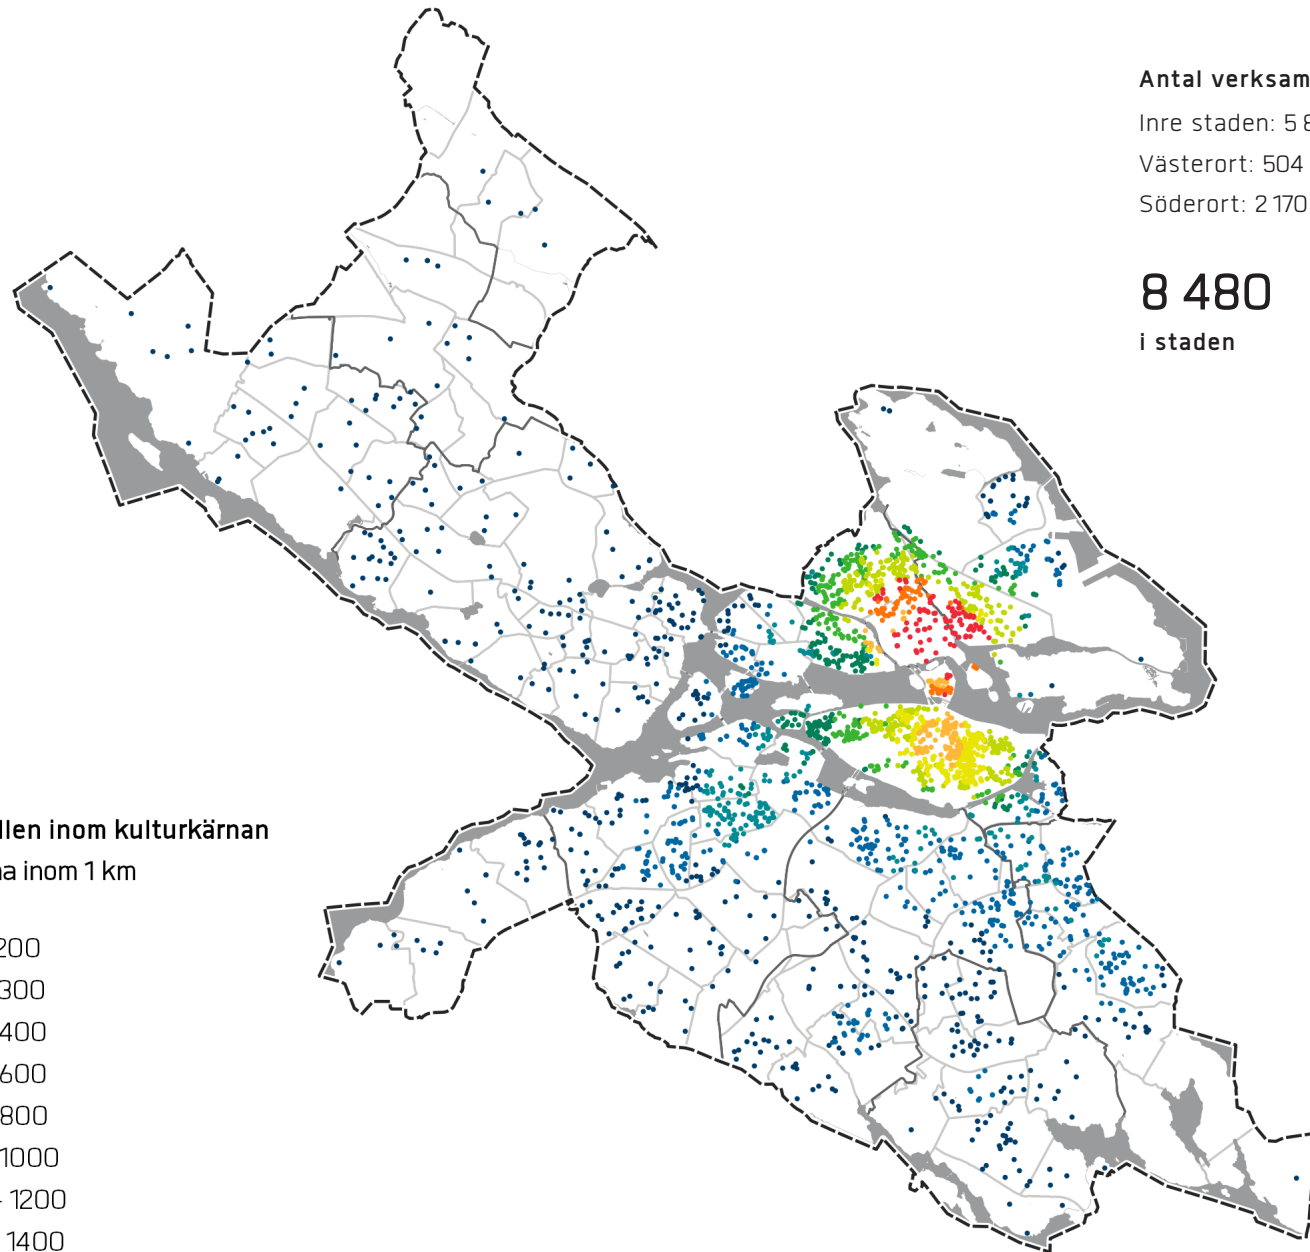 Antal verksam
Inre staden: 5 8
Västerort: 504
Söderort: 2 170
8 480
i staden
llen inom kulturkärnan
na inom 1 km
200
300
400
600
800
1000
- 1200
1400